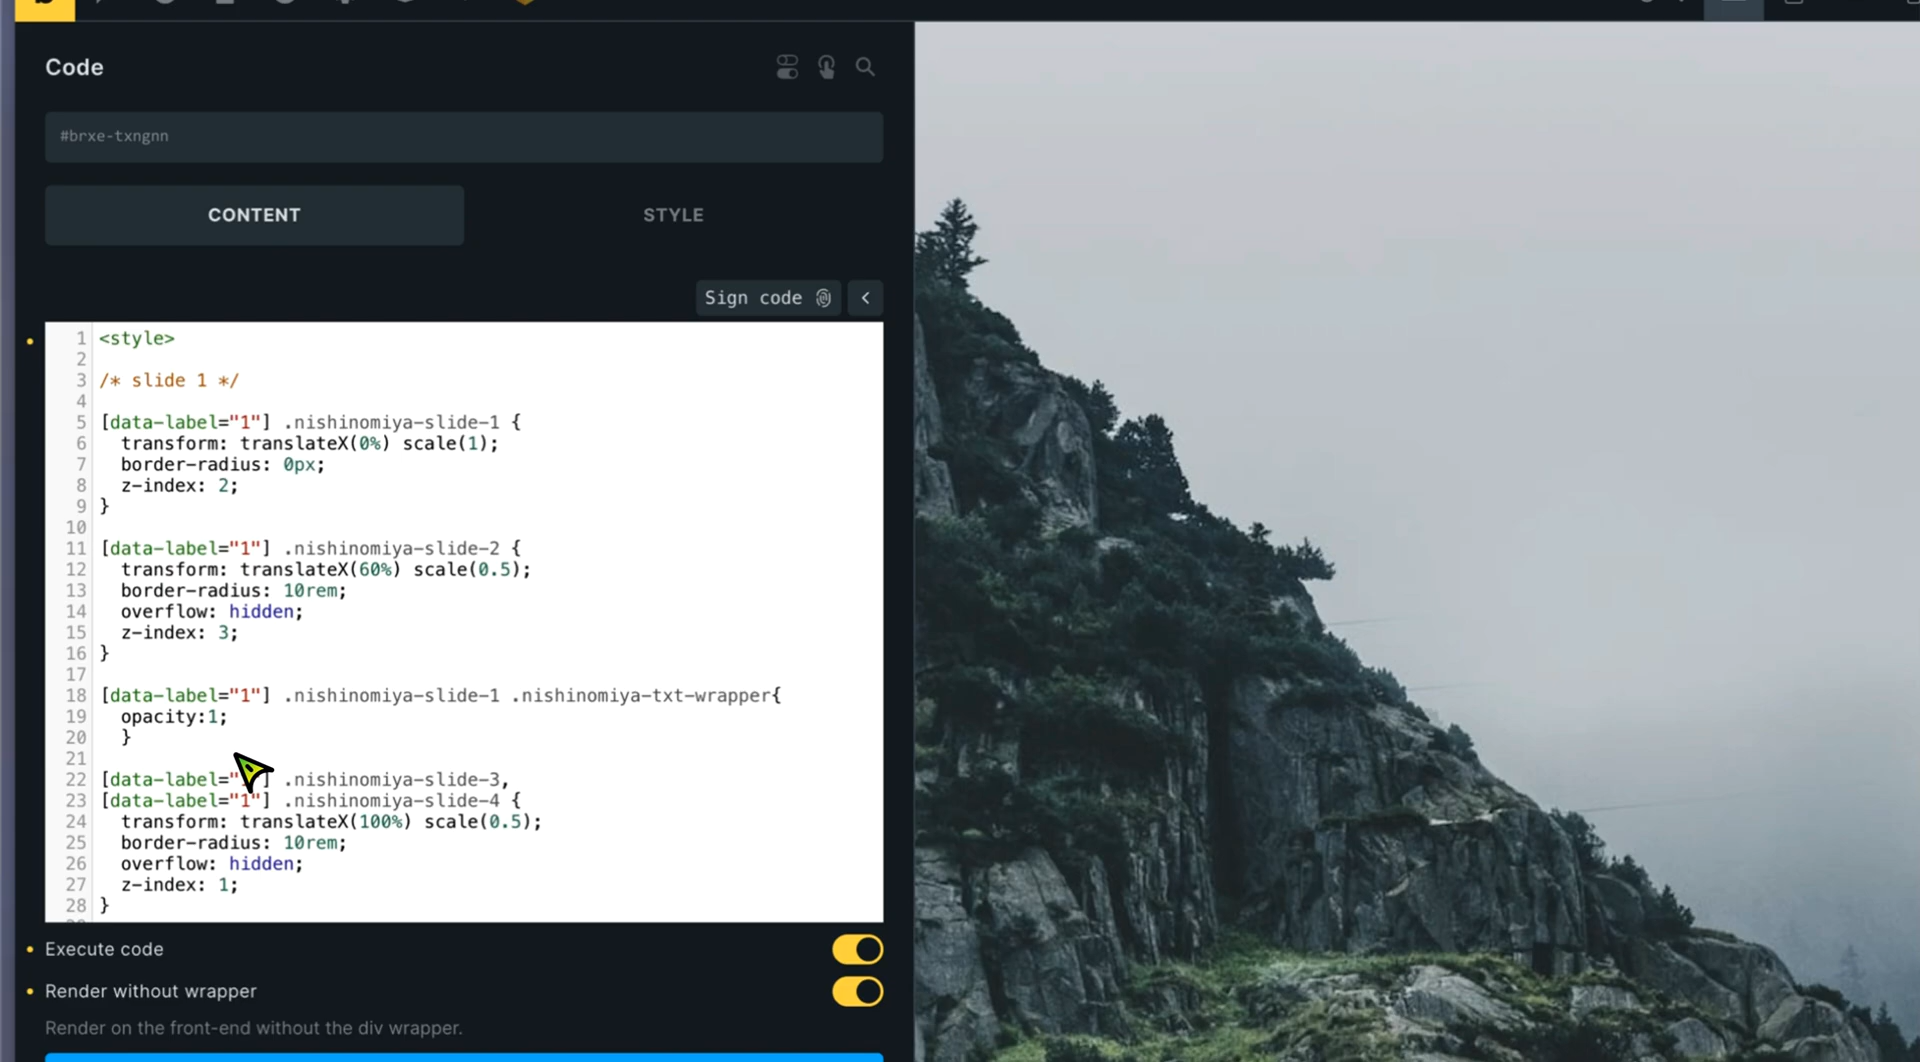 Code
#brxe-txngnn
CONTENT
STYLE
Sign code
1 <style>
2
3 /* slide 1 */
4
5 [data-label="1"] .nishinomiya-slide-1 {
6 transform: translateX(0%) scale(1);
7 border-radius: 0px;
8 z-index: 2;
9 }
10
11 [data-label="1"] .nishinomiya-slide-2 {
12 transform: translateX(60%) scale(0.5);
13 border-radius: 10rem;
14 overflow: hidden;
15 z-index: 3;
16 }
17
18 [data-label="1"] .nishinomiya-slide-1 .nishinomiya-txt-wrapper{
19 opacity:1;
20 }
21
22 [data-label=" ] .nishinomiya-slide-3,
23 [data-label="1"] .nishinomiya-slide-4 {
24 transform: translateX(100%) scale(0.5);
25 border-radius: 10rem;
26 overflow: hidden;
27 z-index: 1;
28 }
Execute code
Render without wrapper
Render on the front-end without the div wrapper.